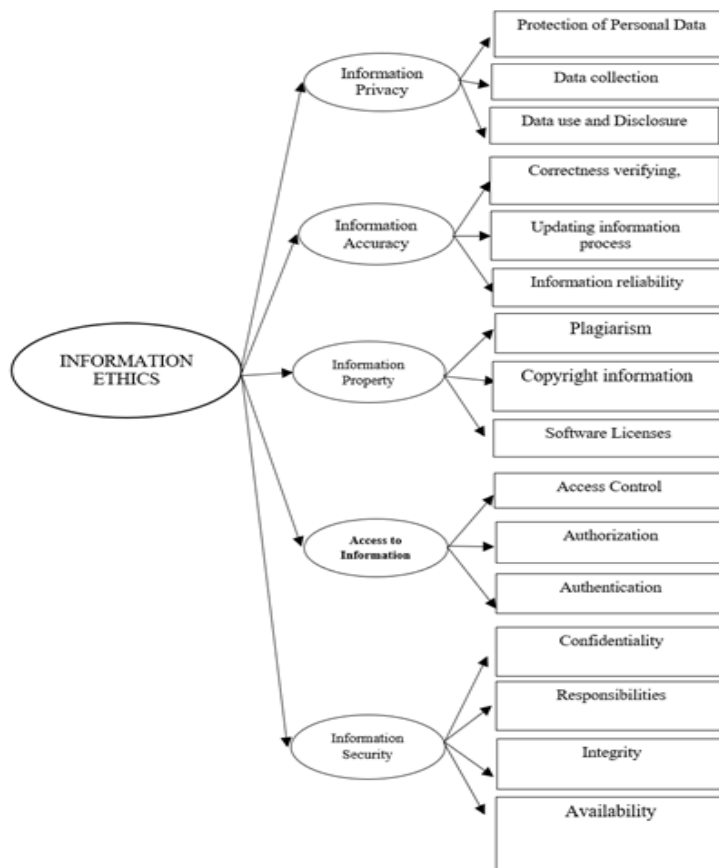 Protection of Personal Data
Information
Privacy
Data collection
Data use and Disclosure
Correctness verifying,
Information
Accuracy
Updating information
process
Information reliability
INFORMATION
ETHICS
Plagiarism
Information
Property
Copyright information
Software Licenses
Access Control
Access to
Information
Authorization
Authentication
Confidentiality
Responsibilities
Information
Security
Integrity
Availability